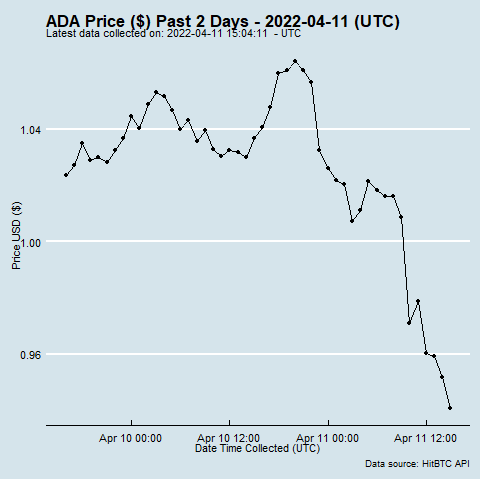 ADA Price ($) Past 2 Days - 2022-04-11 (UTC)
Latest data collected on: 2022-04-11 15:04:11 - UTC
Price USD ($)
1.04
1.00
0.96
Apr 10 00:00 Apr 10 12:00 Apr 11 00:00 Apr 11 12:00
Date Time Collected (UTC)
Data source: HitBTC API